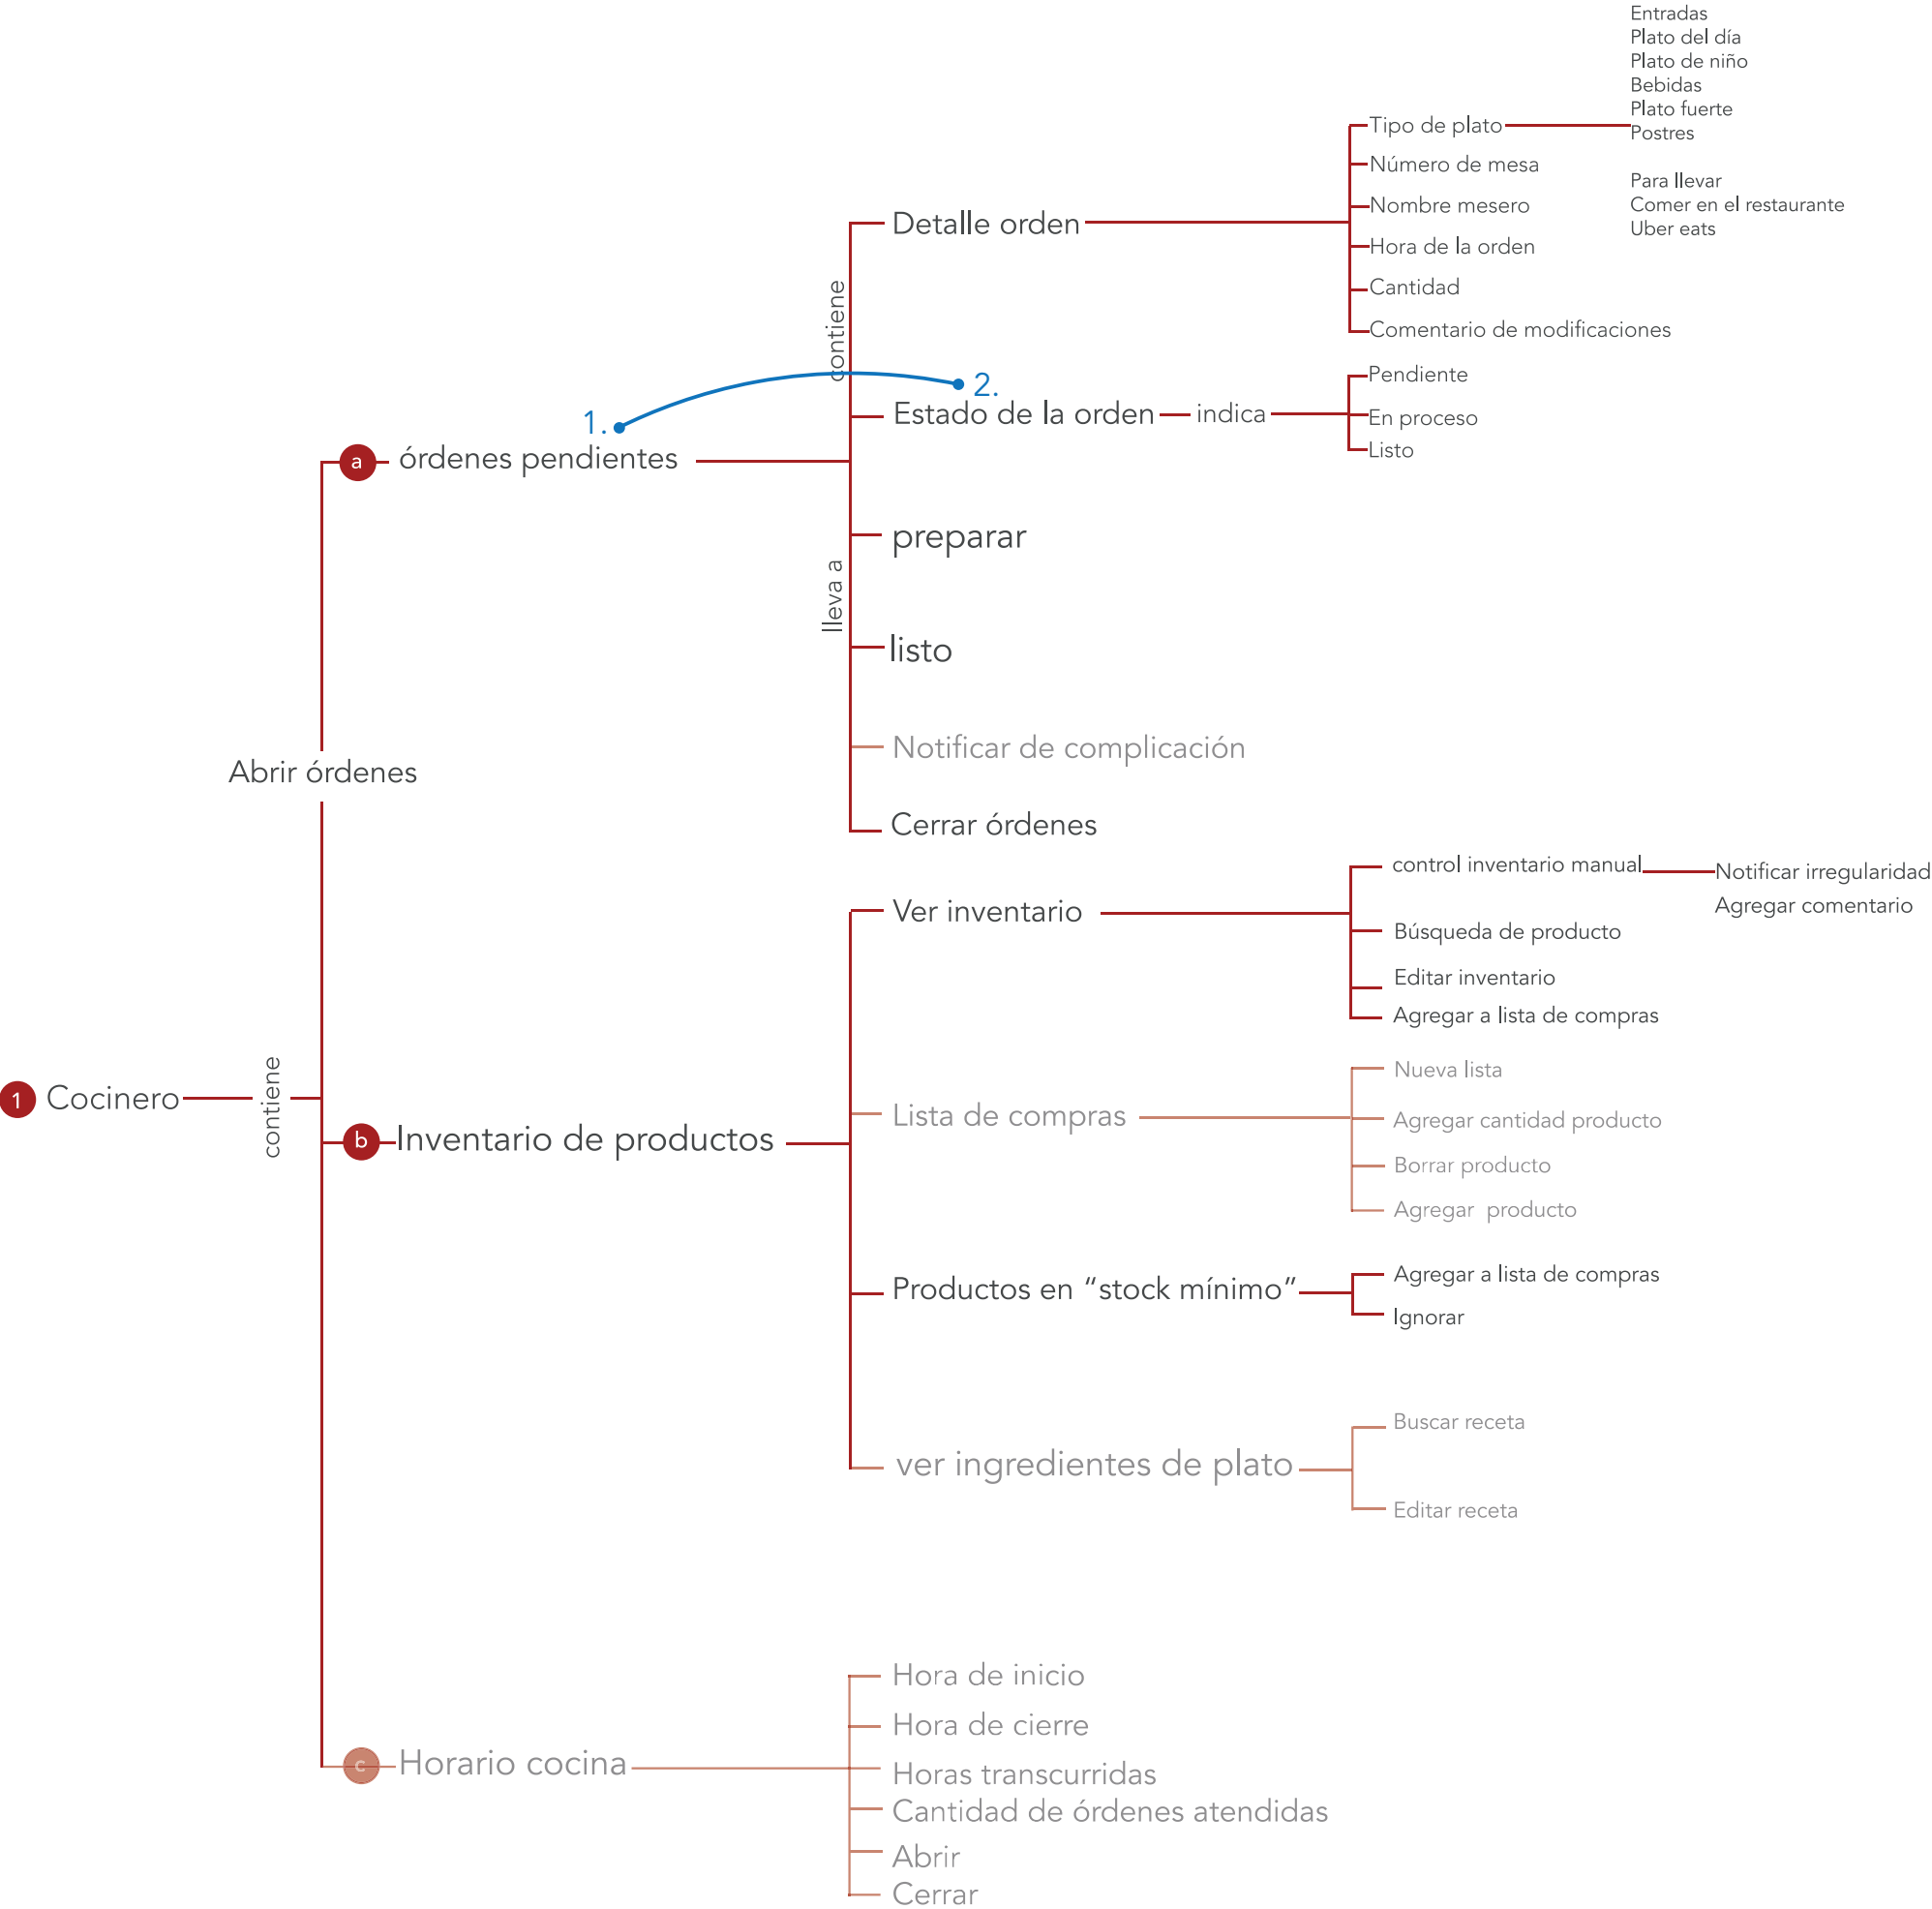 Entradas
Plato del día
Plato de niño
Bebidas
Plato fuerte
Postres
Para llevar
Comer en el restaurante
Uber eats
Tipo de plato
Número de mesa
Nombre mesero
Hora de la orden
Cantidad
Comentario de modificaciones
Detalle orden
contiene
1.
2.
Estado de la orden
indica
Pendiente
En proceso
Listo
a
órdenes pendientes
preparar
lleva a
listo
Notificar de complicación
Cerrar órdenes
Abrir órdenes
1
Cocinero
contiene
b
Inventario de productos
Ver inventario
control inventario manual
Notificar irregularidad
Agregar comentario
Búsqueda de producto
Editar inventario
Agregar a lista de compras
Lista de compras
Nueva lista
Agregar cantidad producto
Borrar producto
Agregar  producto
Productos en “stock mínimo”
Agregar a lista de compras
Ignorar
ver ingredientes de plato
Buscar receta
Editar receta
c
Horario cocina
Hora de inicio
Hora de cierre
Horas transcurridas
Cantidad de órdenes atendidas
Abrir
Cerrar